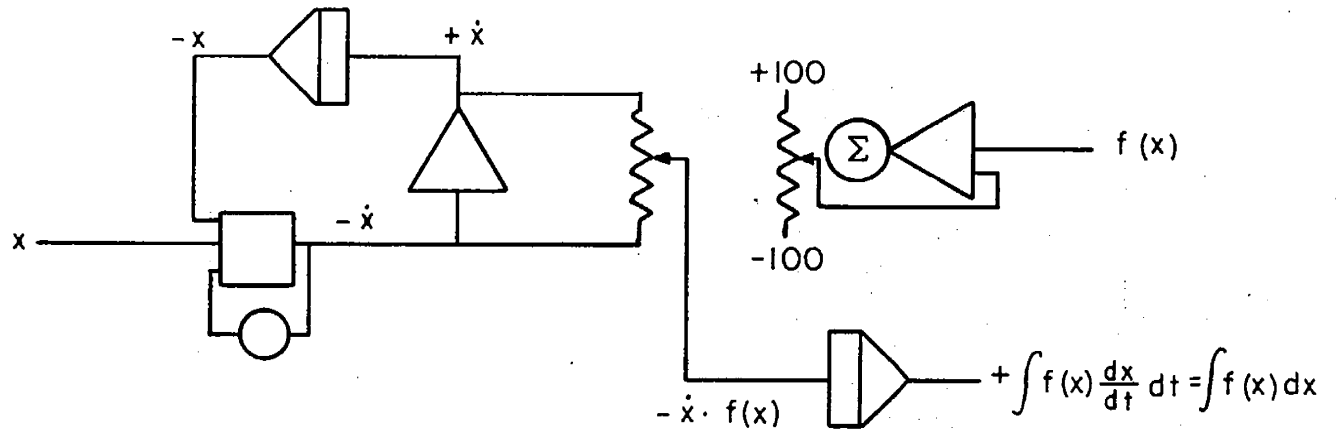 - x
+ ẋ
+100
Σ
f (x)
x
- ẋ
-100
- ẋ · f(x)
+ ∫ f(x) dx/dt dt = ∫ f(x) dx